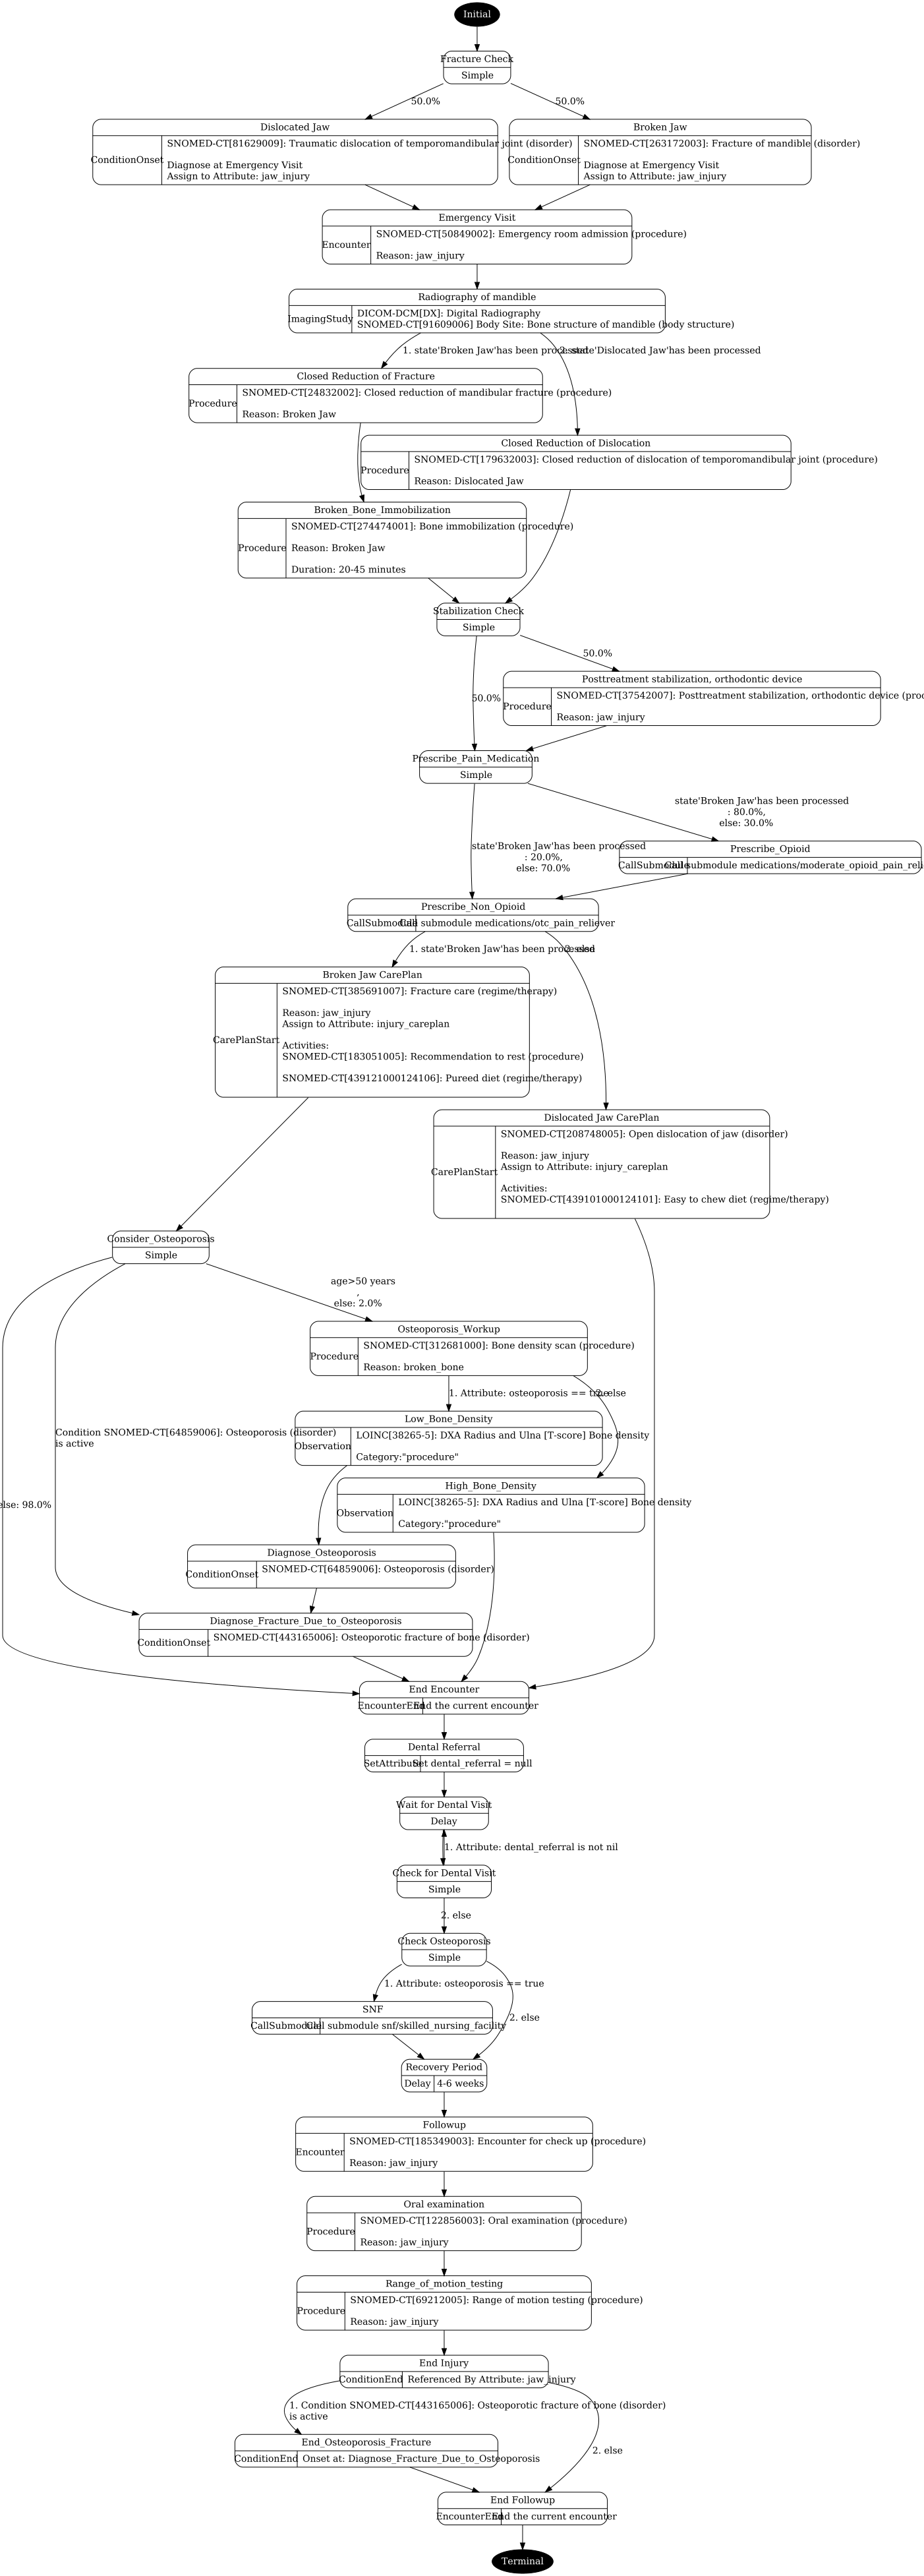 Initial
Fracture Check
Simple
50.0%
50.0%
Dislocated Jaw
ConditionOnset
SNOMED-CT[81629009]: Traumatic dislocation of temporomandibular joint (disorder)
Diagnose at Emergency Visit
Assign to Attribute: jaw_injury
Broken Jaw
ConditionOnset
SNOMED-CT[263172003]: Fracture of mandible (disorder)
Diagnose at Emergency Visit
Assign to Attribute: jaw_injury
Emergency Visit
Encounter
SNOMED-CT[50849002]: Emergency room admission (procedure)
Reason: jaw_injury
Radiography of mandible
ImagingStudy
DICOM-DCM[DX]: Digital Radiography
SNOMED-CT[91609006] Body Site: Bone structure of mandible (body structure)
1. state'Broken Jaw'has been processed
2. state'Dislocated Jaw'has been processed
Closed Reduction of Fracture
Procedure
SNOMED-CT[24832002]: Closed reduction of mandibular fracture (procedure)
Reason: Broken Jaw
Closed Reduction of Dislocation
Procedure
SNOMED-CT[179632003]: Closed reduction of dislocation of temporomandibular joint (procedure)
Reason: Dislocated Jaw
Broken_Bone_Immobilization
Procedure
SNOMED-CT[274474001]: Bone immobilization (procedure)
Reason: Broken Jaw
Duration: 20-45 minutes
Stabilization Check
Simple
50.0%
50.0%
Posttreatment stabilization, orthodontic device
Procedure
SNOMED-CT[37542007]: Posttreatment stabilization, orthodontic device (proc
Reason: jaw_injury
Prescribe_Pain_Medication
Simple
state'Broken Jaw'has been processed
: 80.0%,
else: 30.0%
state'Broken Jaw'has been processed
: 20.0%,
else: 70.0%
Prescribe_Opioid
CallSubmodule
Call submodule medications/moderate_opioid_pain_reli
Prescribe_Non_Opioid
CallSubmodule
Call submodule medications/otc_pain_reliever
1. state'Broken Jaw'has been processed
2. else
Broken Jaw CarePlan
CarePlanStart
SNOMED-CT[385691007]: Fracture care (regime/therapy)
Reason: jaw_injury
Assign to Attribute: injury_careplan
Activities:
SNOMED-CT[183051005]: Recommendation to rest (procedure)
SNOMED-CT[439121000124106]: Pureed diet (regime/therapy)
Dislocated Jaw CarePlan
CarePlanStart
SNOMED-CT[208748005]: Open dislocation of jaw (disorder)
Reason: jaw_injury
Assign to Attribute: injury_careplan
Activities:
SNOMED-CT[439101000124101]: Easy to chew diet (regime/therapy)
Consider_Osteoporosis
Simple
age>50 years
,
else: 2.0%
Osteoporosis_Workup
Procedure
SNOMED-CT[312681000]: Bone density scan (procedure)
Reason: broken_bone
1. Attribute: osteoporosis == true
2. else
Low_Bone_Density
Observation
LOINC[38265-5]: DXA Radius and Ulna [T-score] Bone density
Category:"procedure"
Condition SNOMED-CT[64859006]: Osteoporosis (disorder)
is active
High_Bone_Density
Observation
LOINC[38265-5]: DXA Radius and Ulna [T-score] Bone density
Category:"procedure"
else: 98.0%
Diagnose_Osteoporosis
ConditionOnset
SNOMED-CT[64859006]: Osteoporosis (disorder)
Diagnose_Fracture_Due_to_Osteoporosis
ConditionOnset
SNOMED-CT[443165006]: Osteoporotic fracture of bone (disorder)
End Encounter
EncounterEnd
End the current encounter
Dental Referral
SetAttribute
Set dental_referral = null
Wait for Dental Visit
Delay
1. Attribute: dental_referral is not nil
Check for Dental Visit
Simple
2. else
Check Osteoporosis
Simple
1. Attribute: osteoporosis == true
2. else
SNF
CallSubmodule
Call submodule snf/skilled_nursing_facility
Recovery Period
Delay
4-6 weeks
Followup
Encounter
SNOMED-CT[185349003]: Encounter for check up (procedure)
Reason: jaw_injury
Oral examination
Procedure
SNOMED-CT[122856003]: Oral examination (procedure)
Reason: jaw_injury
Range_of_motion_testing
Procedure
SNOMED-CT[69212005]: Range of motion testing (procedure)
Reason: jaw_injury
End Injury
ConditionEnd
Referenced By Attribute: jaw_injury
1. Condition SNOMED-CT[443165006]: Osteoporotic fracture of bone (disorder)
is active
2. else
End_Osteoporosis_Fracture
ConditionEnd
Onset at: Diagnose_Fracture_Due_to_Osteoporosis
End Followup
EncounterEnd
End the current encounter
Terminal